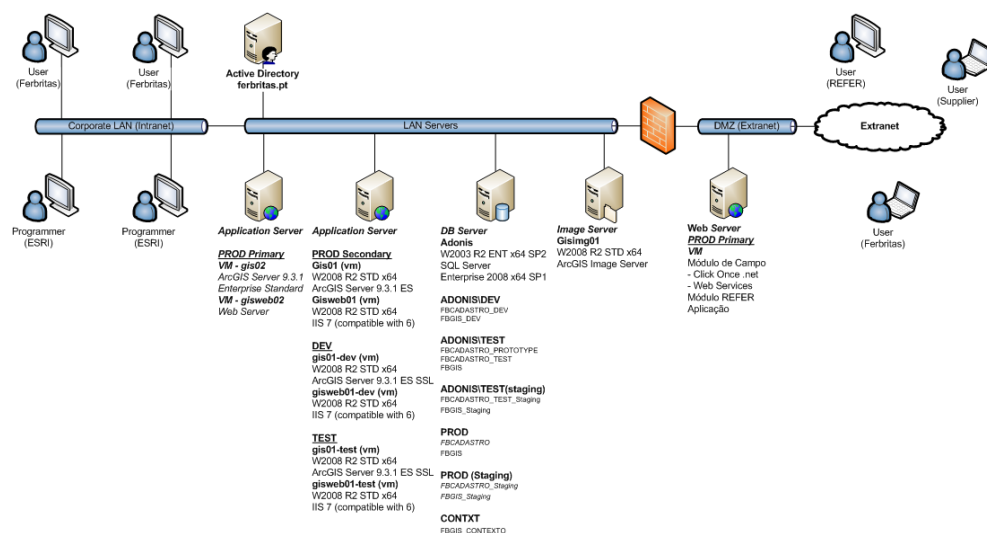 User
(Ferbritas)
User
(Ferbritas)
Active Directory
ferbritas.pt
User
(REFER)
User
(Supplier)
Corporate LAN (Intranet)
LAN Servers
DMZ (Extranet)
Extranet
Programmer
(ESRI)
Programmer
(ESRI)
User
(Ferbritas)
Application Server
PROD Primary
VM - gis02
ArcGIS Server 9.3.1
Enterprise Standard
VM - gisweb02
Web Server
Application Server
PROD Secondary
Gis01 (vm)
W2008 R2 STD x64
ArcGIS Server 9.3.1 ES
Gisweb01 (vm)
W2008 R2 STD x64
IIS 7 (compatible with 6)
DEV
gis01-dev (vm)
W2008 R2 STD x64
ArcGIS Server 9.3.1 ES SSL
gisweb01-dev (vm)
W2008 R2 STD x64
IIS 7 (compatible with 6)
TEST
gis01-test (vm)
W2008 R2 STD x64
ArcGIS Server 9.3.1 ES SSL
gisweb01-test (vm)
W2008 R2 STD x64
IIS 7 (compatible with 6)
DB Server
Adonis
W2003 R2 ENT x64 SP2
SQL Server
Enterprise 2008 x64 SP1
ADONIS\DEV
FBCADASTRO_DEV
FBGIS_DEV
ADONIS\TEST
FBCADASTRO_PROTOTYPE
FBCADASTRO_TEST
FBGIS
ADONIS\TEST(staging)
FBCADASTRO_TEST_Staging
FBGIS_Staging
PROD
FBCADASTRO
FBGIS
PROD (Staging)
FBCADASTRO_Staging
FBGIS_Staging
CONTXT
FBGIS_CONTEXTO
Image Server
Gisimg01
W2008 R2 STD x64
ArcGIS Image Server
Web Server
PROD Primary
VM
Módulo de Campo
- Click Once .net
- Web Services
Módulo REFER
Aplicação